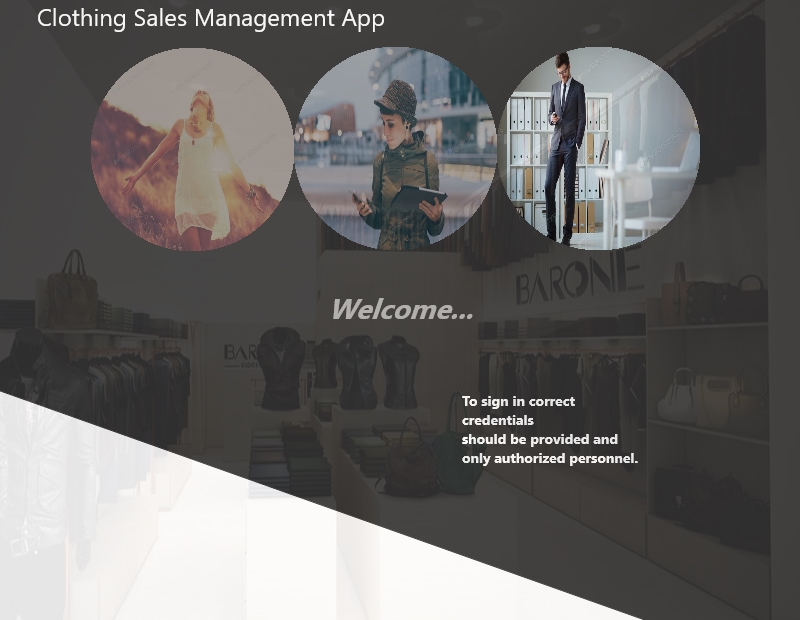 Clothing Sales Management App
BARONE
Welcome...
BAR
To sign in correct
credentials
should be provided and
only authorized personnel.